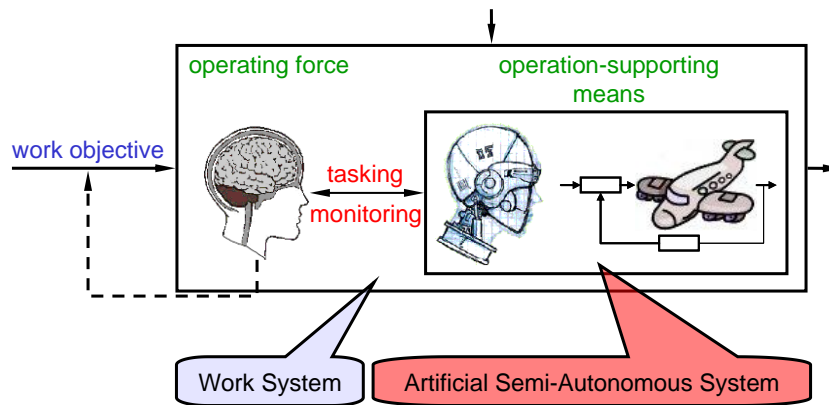 operating force
operation-supporting
means
work objective
tasking
monitoring
Work System
Artificial Semi-Autonomous System